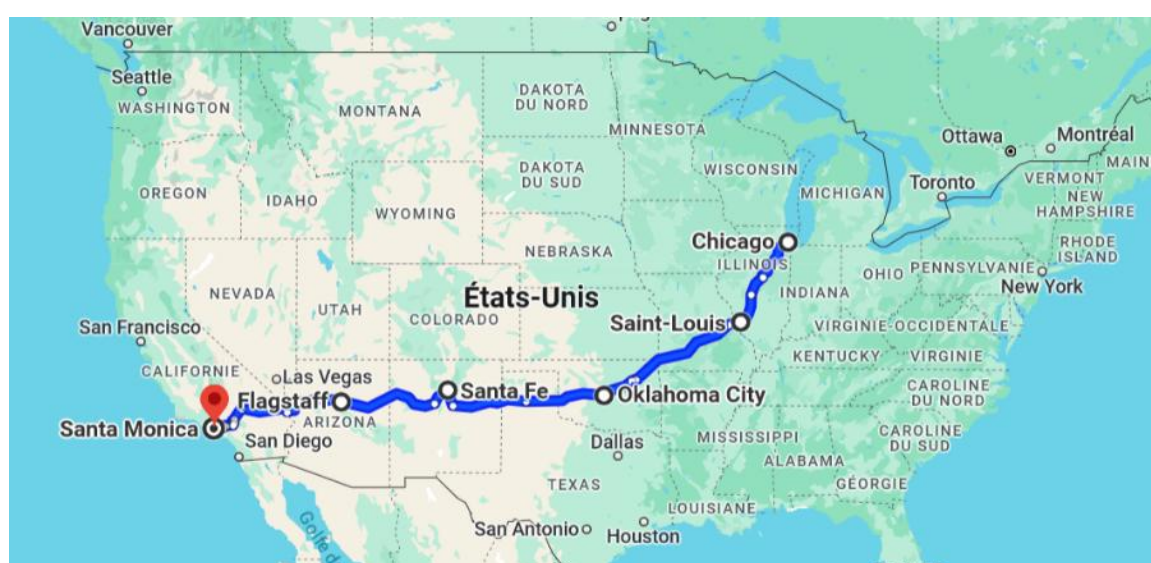 Vancouver
Seattle
WASHINGTON
MONTANA
DAKOTA
DU NORD
MINNESOTA
Ottawa
Montréal
MAIN
OREGON
IDAHO
DAKOTA
DU SUD
WISCONSIN
MICHIGAN
Toronto
VERMONT
NEW
HAMPSHIRE
WYOMING
Chicago
ILLINOIS
NEBRASKA
RHODE
ISLAND
OHIO
PENNSYLVANIE
New York
NEVADA
UTAH
États-Unis
COLORADO
INDIANA
San Francisco
Saint-Louis
VIRGINIE-OCCIDENTALE
KENTUCKY
VIRGINIE
CALIFORNIE
Las Vegas
Flagstaff
Santa Fe
Oklahoma City
CAROLINE
DU NORD
Santa Monica
ARIZONA
San Diego
Dallas
MISSISSIPPI
CAROLINE
DU SUD
ALABAMA
TEXAS
GÉORGIE
LOUISIANE
San Antonio
Houston
Golfe d